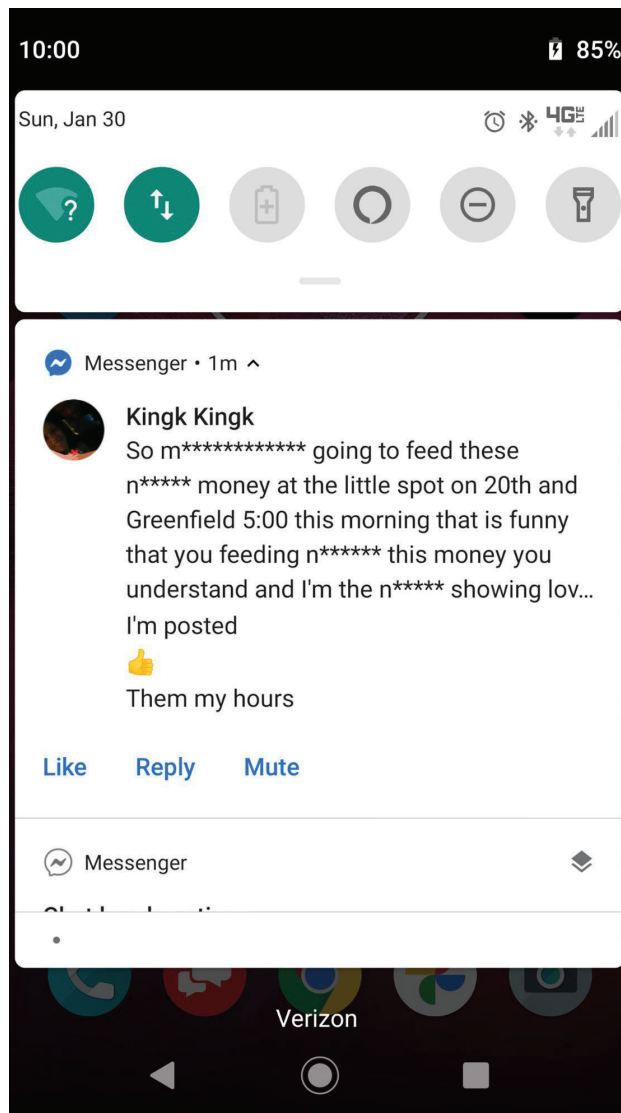 10:00 85%
Sun, Jan 30 4G LTE
?
Messenger • 1m
Kingk Kingk
So m************ going to feed these
n***** money at the little spot on 20th and
Greenfield 5:00 this morning that is funny
that you feeding n****** this money you
understand and I'm the n***** showing lov...
I'm posted
👍
Them my hours
Like Reply Mute
Messenger
Verizon